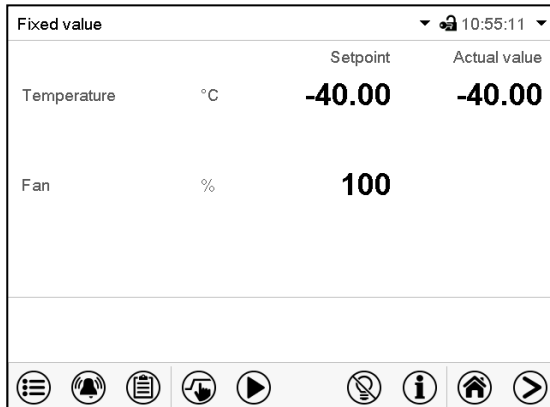 Fixed value 10:55:11
Setpoint Actual value
Temperature °C -40.00 -40.00
Fan % 100